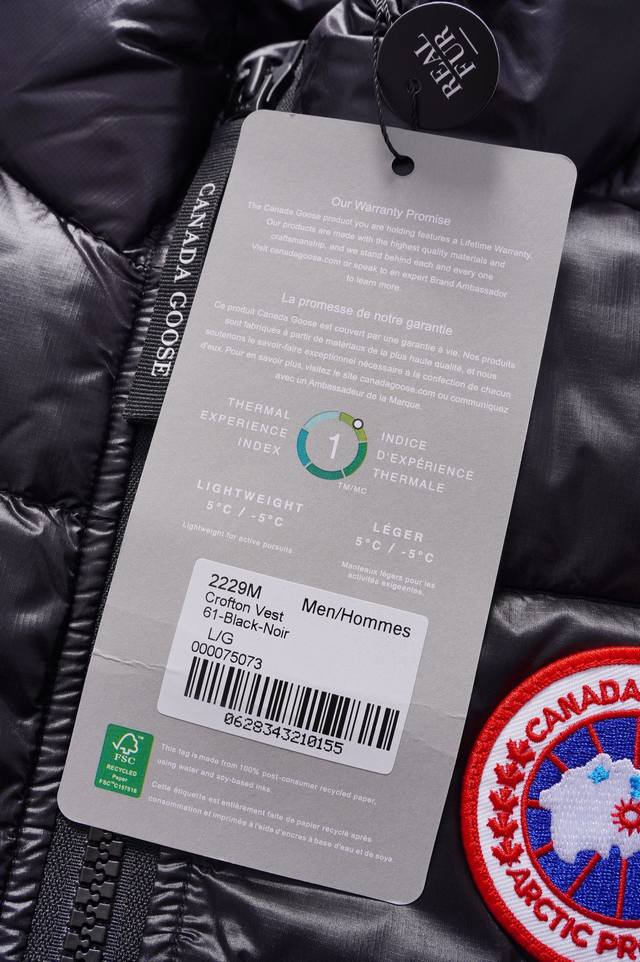 REAL
FUR
CANADA GOOSE
Our Warranty Promise
The Canada Goose product you are holding features a Lifetime Warranty.
Our products are made with the highest quality materials and
craftsmanship, and we stand behind each and every one
Visit canadagoose.com or speak to en expert Brand Ambassador
to learn more.
La promesse de notre garantie
Ce produit Canada Goose est couvert par une garantie à vie. Nos produits
sont fabriqués à partir de matériaux de la plus haute qualité, et nous
soutenons le savoir-faire exceptionnel nécessaire à la confection de chacun
d'eux. Pour en savoir plus, visitez le site canadagoose.com ou communiquez
avec un Ambassadeur de la Marque.
THERMAL
EXPERIENCE
INDEX
1
TM/MC
INDICE
D'EXPÉRIENCE
THERMALE
LIGHTWEIGHT
5°C / -5°C
Lightweight for active pursuits
LÉGER
5°C / -5°C
Manteaux légers pour les
activités exigeantes.
2229M
Men/Hommes
Crofton Vest
61-Black-Noir
L/G
000075073
0628343210155
FSC
RECYCLED
Paper
FSC™C157618
This tag is made from 100% post-consumer recycled paper,
using water and soy-based inks.
Cette étiquette est entièrement faite de papier recyclé après
consommation et imprimée à l'aide d'encres à base d'eau et de soya
CANADA
ARCTIC PR